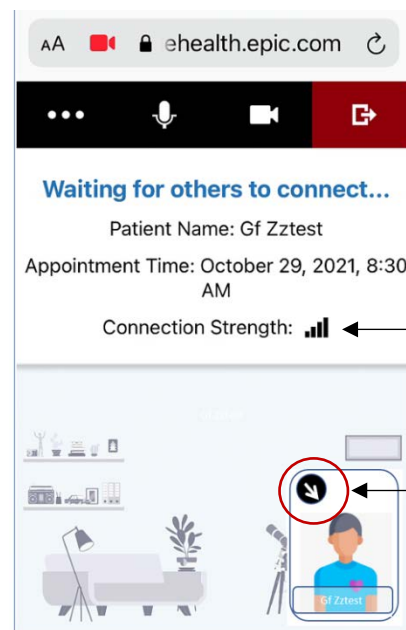 AA ehealth.epic.com
Waiting for others to connect...
Patient Name: Gf Zztest
Appointment Time: October 29, 2021, 8:30
AM
Connection Strength:
Gf Zztest